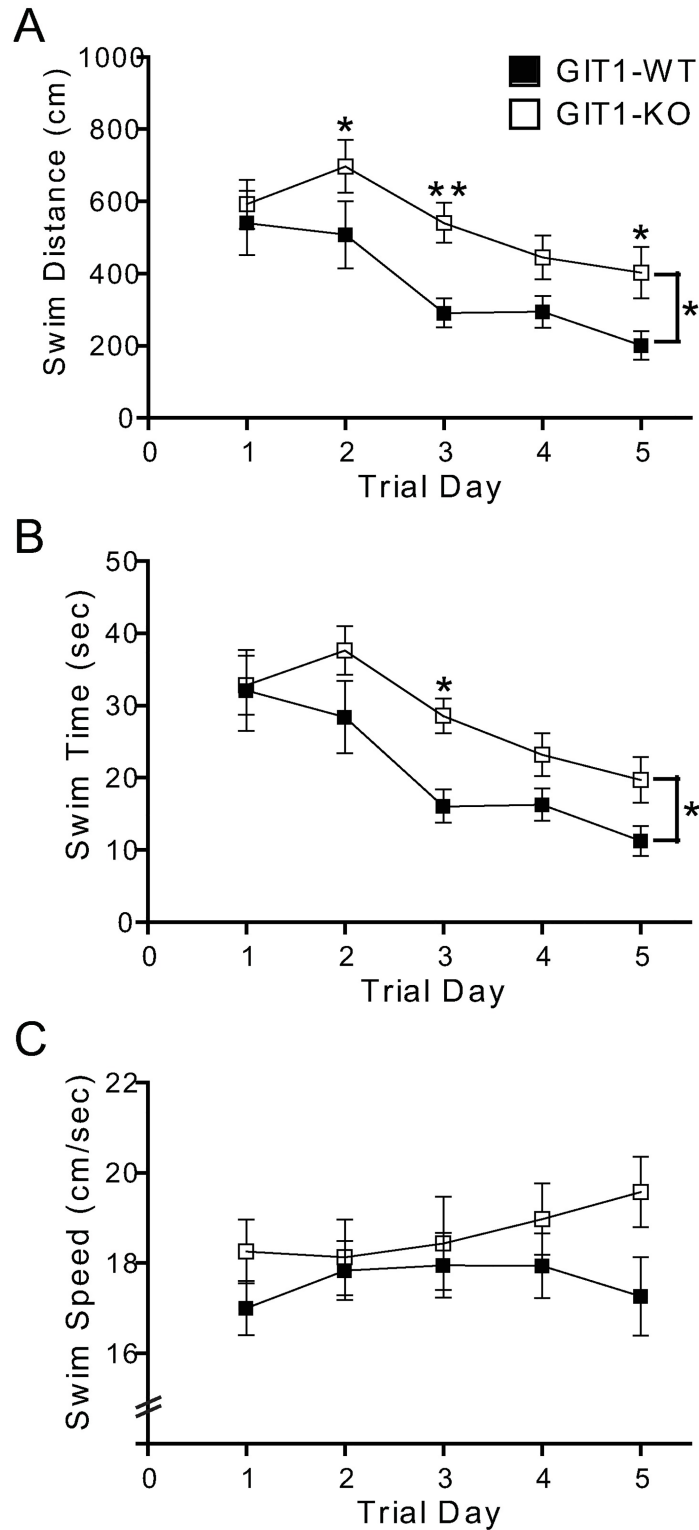 A
Swim Distance (cm)
1000
800
600
400
200
0
GIT1-WT
GIT1-KO
*
**
*
*
0 1 2 3 4 5
Trial Day
B
Swim Time (sec)
50
40
30
20
10
0
*
*
0 1 2 3 4 5
Trial Day
C
Swim Speed (cm/sec)
22
20
18
16
0 1 2 3 4 5
Trial Day